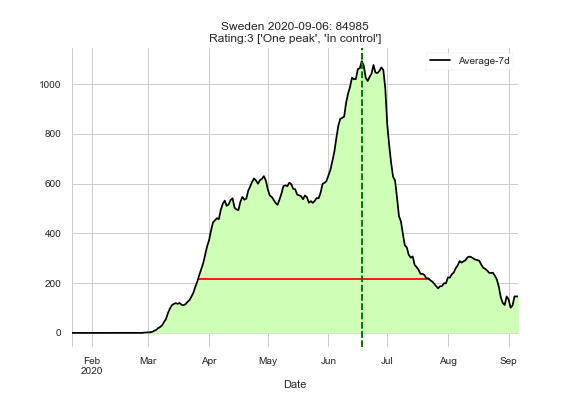 Sweden 2020-09-06: 84985
Rating:3 ['One peak', 'In control']
Average-7d
1000
800
600
400
200
0
Feb Mar Apr May Jun Jul Aug Sep
2020
Date